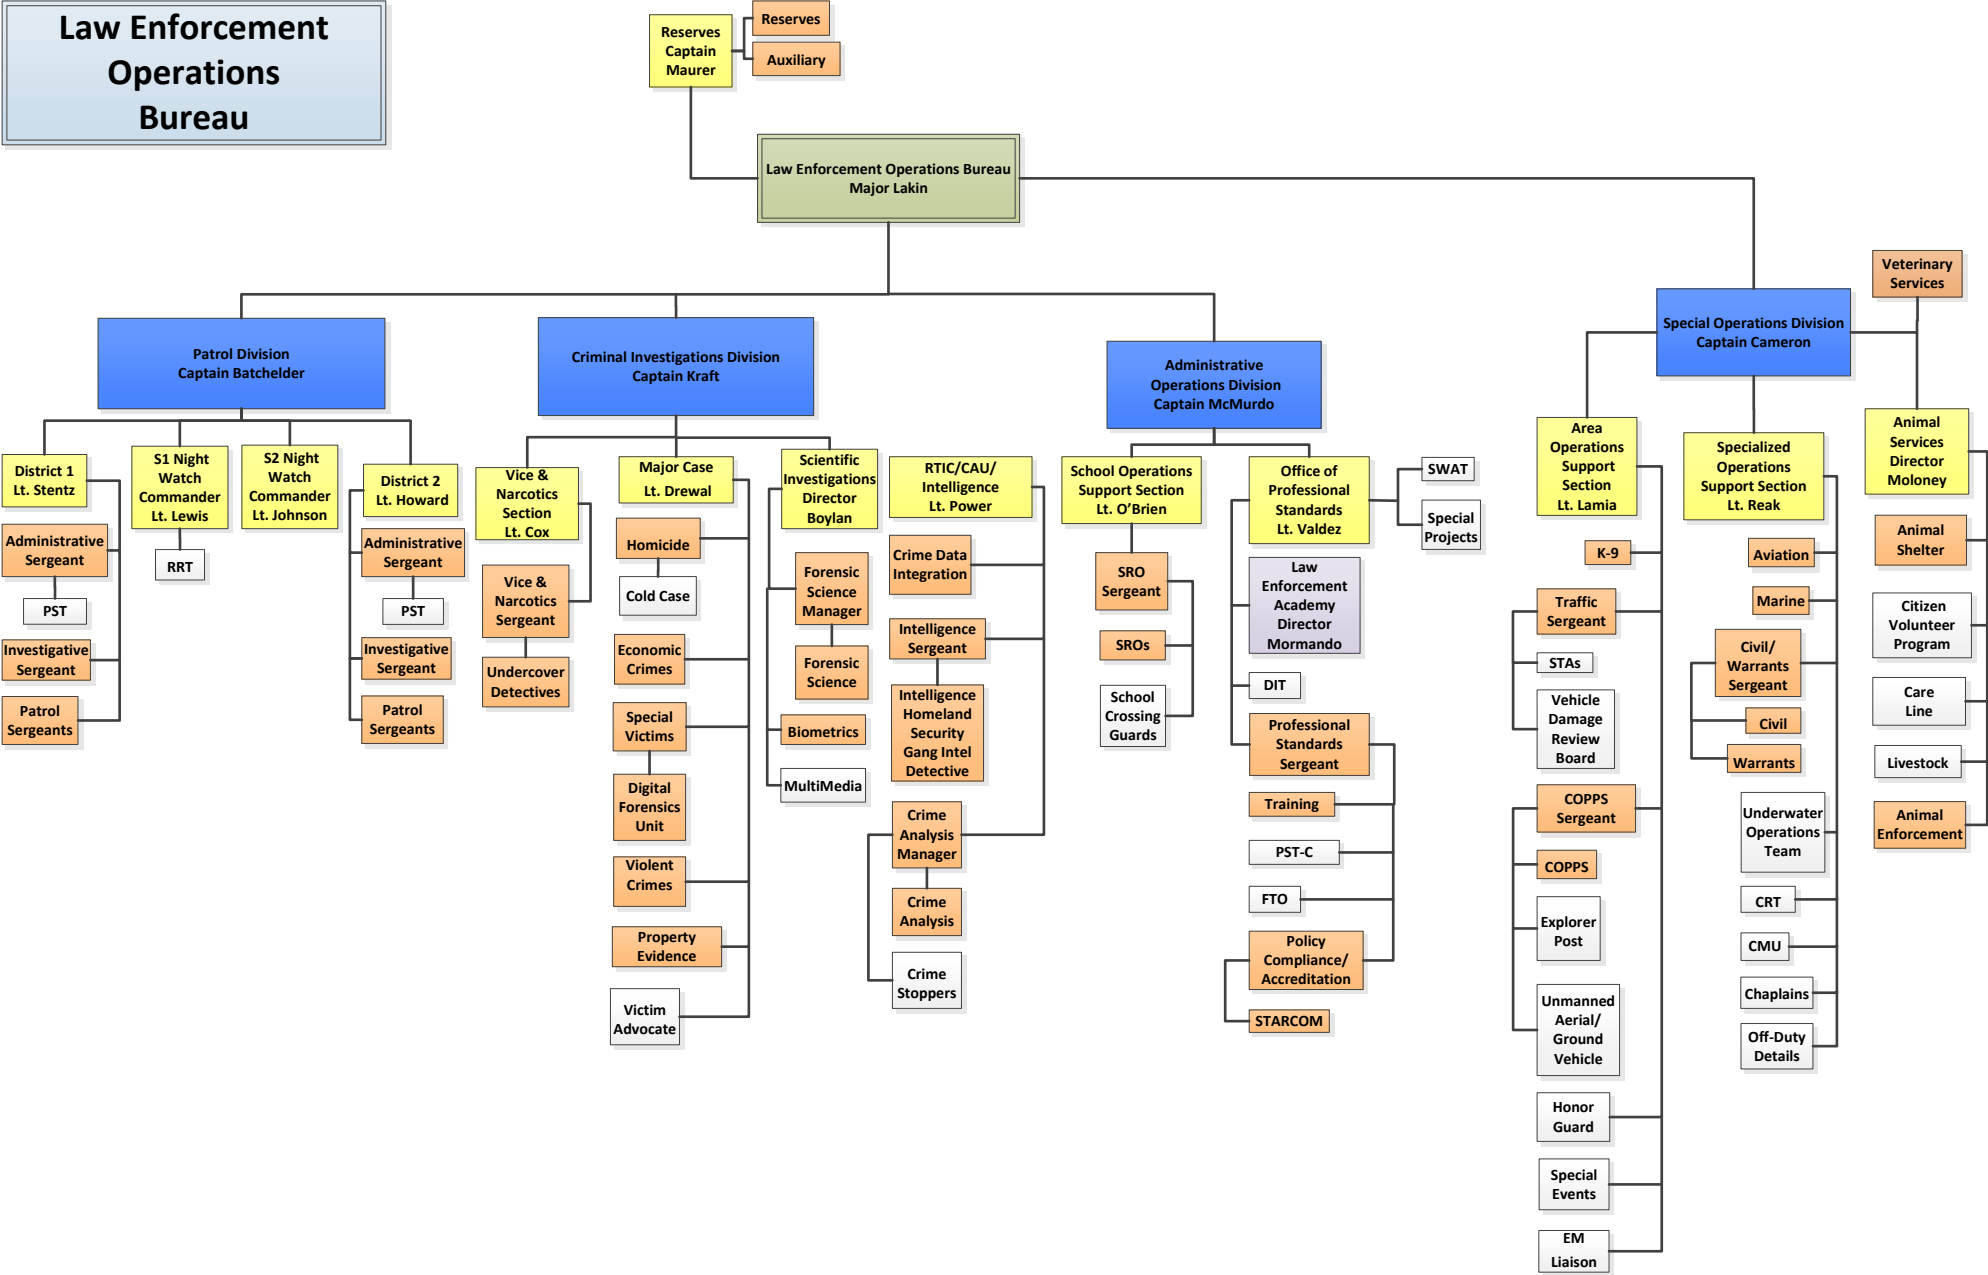 Law Enforcement
Operations
Bureau
Reserves
Captain
Maurer
Reserves
Auxiliary
Law Enforcement Operations Bureau
Major Lakin
Patrol Division
Captain Batchelder
District 1
Lt. Stentz
Administrative
Sergeant
PST
Investigative
Sergeant
Patrol
Sergeants
S1 Night
Watch
Commander
Lt. Lewis
RRT
S2 Night
Watch
Commander
Lt. Johnson
District 2
Lt. Howard
Administrative
Sergeant
PST
Investigative
Sergeant
Patrol
Sergeants
Criminal Investigations Division
Captain Kraft
Vice &
Narcotics
Section
Lt. Cox
Vice &
Narcotics
Sergeant
Undercover
Detectives
Major Case
Lt. Drewal
Homicide
Cold Case
Economic
Crimes
Special
Victims
Digital
Forensics
Unit
Violent
Crimes
Property
Evidence
Victim
Advocate
Scientific
Investigations
Director
Boylan
Forensic
Science
Manager
Forensic
Science
Biometrics
MultiMedia
RTIC/CAU/
Intelligence
Lt. Power
Crime Data
Integration
Intelligence
Sergeant
Intelligence
Homeland
Security
Gang Intel
Detective
Crime
Analysis
Manager
Crime
Analysis
Crime
Stoppers
Administrative
Operations Division
Captain McMurdo
School Operations
Support Section
Lt. O’Brien
SRO
Sergeant
SROs
School
Crossing
Guards
Office of
Professional
Standards
Lt. Valdez
SWAT
Special
Projects
Law
Enforcement
Academy
Director
Mormando
DIT
Professional
Standards
Sergeant
Training
PST-C
FTO
Policy
Compliance/
Accreditation
STARCOM
Special Operations Division
Captain Cameron
Veterinary
Services
Area
Operations
Support
Section
Lt. Lamia
K-9
Traffic
Sergeant
STAs
Vehicle
Damage
Review
Board
COPPS
Sergeant
COPPS
Explorer
Post
Unmanned
Aerial/
Ground
Vehicle
Honor
Guard
Special
Events
EM
Liaison
Specialized
Operations
Support Section
Lt. Reak
Aviation
Marine
Civil/
Warrants
Sergeant
Civil
Warrants
Underwater
Operations
Team
CRT
CMU
Chaplains
Off-Duty
Details
Animal
Services
Director
Moloney
Animal
Shelter
Citizen
Volunteer
Program
Care
Line
Livestock
Animal
Enforcement